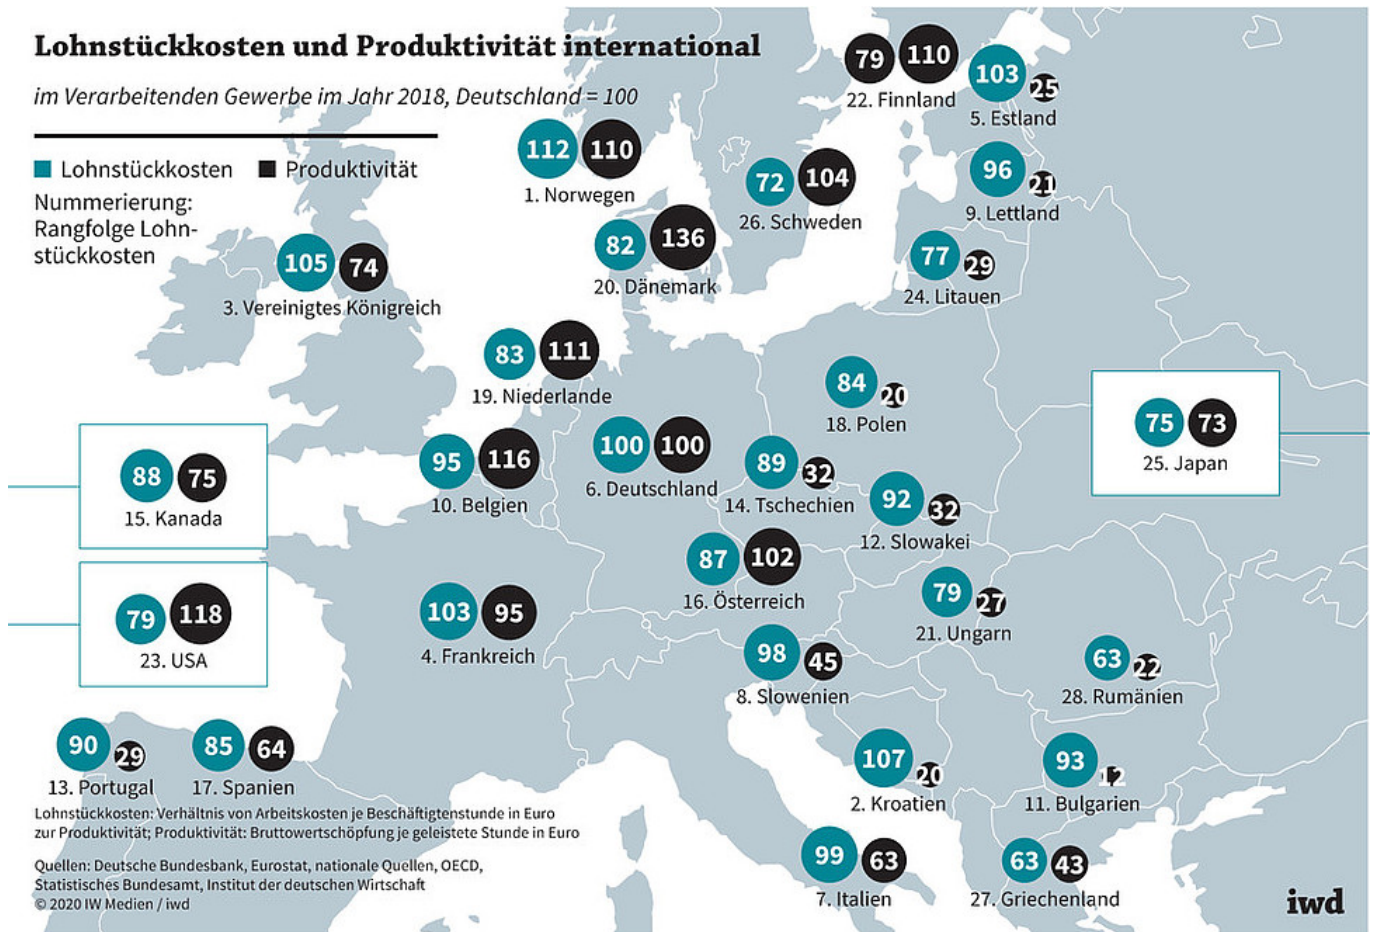 Lohnstückkosten und Produktivität international
im Verarbeitenden Gewerbe im Jahr 2018, Deutschland = 100
Lohnstückkosten Produktivität
Nummerierung:
Rangfolge Lohn-
stückkosten
79 110
22. Finnland
103 25
5. Estland
112 110
1. Norwegen
72 104
26. Schweden
96 21
9. Lettland
105 74
3. Vereinigtes Königreich
82 136
20. Dänemark
77 29
24. Litauen
83 111
19. Niederlande
84 20
18. Polen
75 73
25. Japan
88 75
15. Kanada
95 116
10. Belgien
100 100
6. Deutschland
89 32
14. Tschechien
92 32
12. Slowakei
79 118
23. USA
103 95
4. Frankreich
87 102
16. Österreich
79 27
21. Ungarn
98 45
8. Slowenien
63 22
28. Rumänien
90 29
13. Portugal
85 64
17. Spanien
107 20
2. Kroatien
93 12
11. Bulgarien
99 63
7. Italien
63 43
27. Griechenland
Lohnstückkosten: Verhältnis von Arbeitskosten je Beschäftigtenstunde in Euro
zur Produktivität; Produktivität: Bruttowertschöpfung je geleistete Stunde in Euro
Quellen: Deutsche Bundesbank, Eurostat, nationale Quellen, OECD,
Statistisches Bundesamt, Institut der deutschen Wirtschaft
© 2020 IW Medien / iwd
iwd